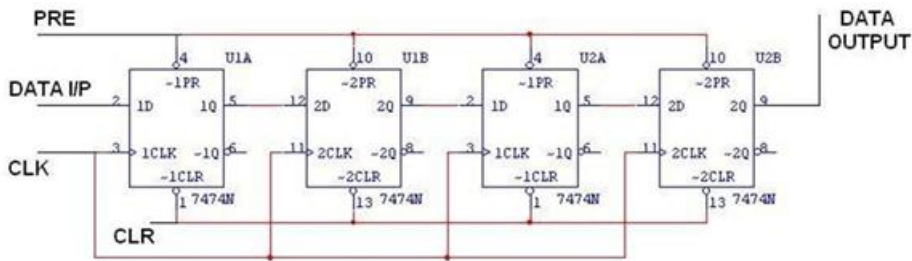 PRE
DATA
OUTPUT
4 U1A 10 U1B 4 U2A 10 U2B
~1PR ~2PR ~1PR ~2PR
DATA I/P 2 1D 1Q 5 12 2D 2Q 9 2 1D 1Q 5 12 2D 2Q 9
CLK 3 1CLK ~1Q 6 11 2CLK ~2Q 8 3 1CLK ~1Q 6 11 2CLK ~2Q 8
~1CLR ~2CLR ~1CLR ~2CLR
1 7474N 13 7474N 1 7474N 13 7474N
CLR